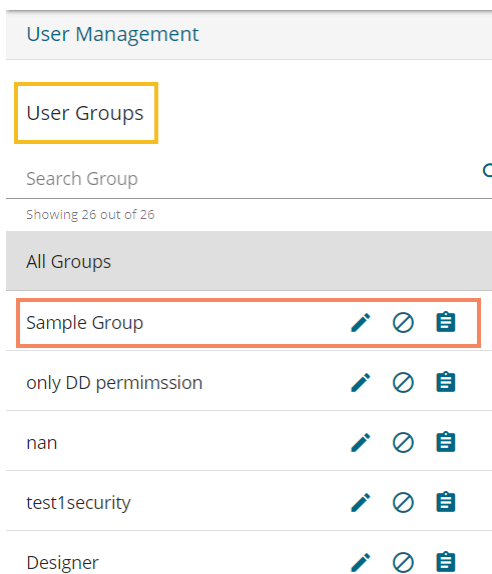 User Management
User Groups
Search Group
Showing 26 out of 26
All Groups
Sample Group
only DD permimssion
nan
test1security
Designer